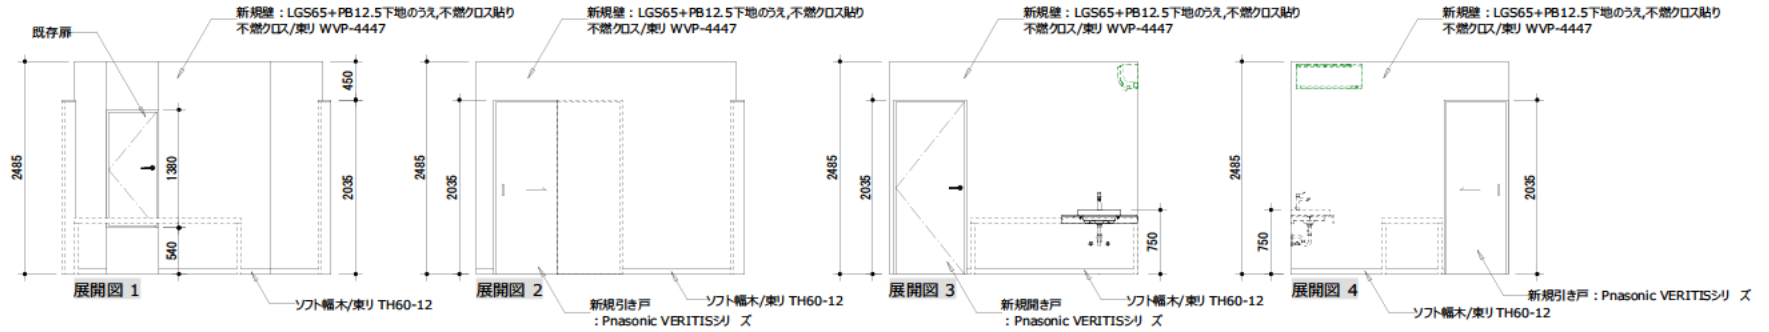 既存扉
新規壁：LGS65+PB12.5下地のうえ,不燃クロス貼り
不燃クロス/東リ WVP-4447
2485
1380
540
450
2035
展開図 1
ソフト幅木/東リ TH60-12
新規壁：LGS65+PB12.5下地のうえ,不燃クロス貼り
不燃クロス/東リ WVP-4447
2485
2035
展開図 2
新規引き戸
：Pnasonic VERITISシリーズ
ソフト幅木/東リ TH60-12
新規壁：LGS65+PB12.5下地のうえ,不燃クロス貼り
不燃クロス/東リ WVP-4447
2485
2035
750
展開図 3
新規開き戸
：Pnasonic VERITISシリーズ
ソフト幅木/東リ TH60-12
新規壁：LGS65+PB12.5下地のうえ,不燃クロス貼り
不燃クロス/東リ WVP-4447
2485
750
2035
展開図 4
新規引き戸：Pnasonic VERITISシリーズ
ソフト幅木/東リ TH60-12